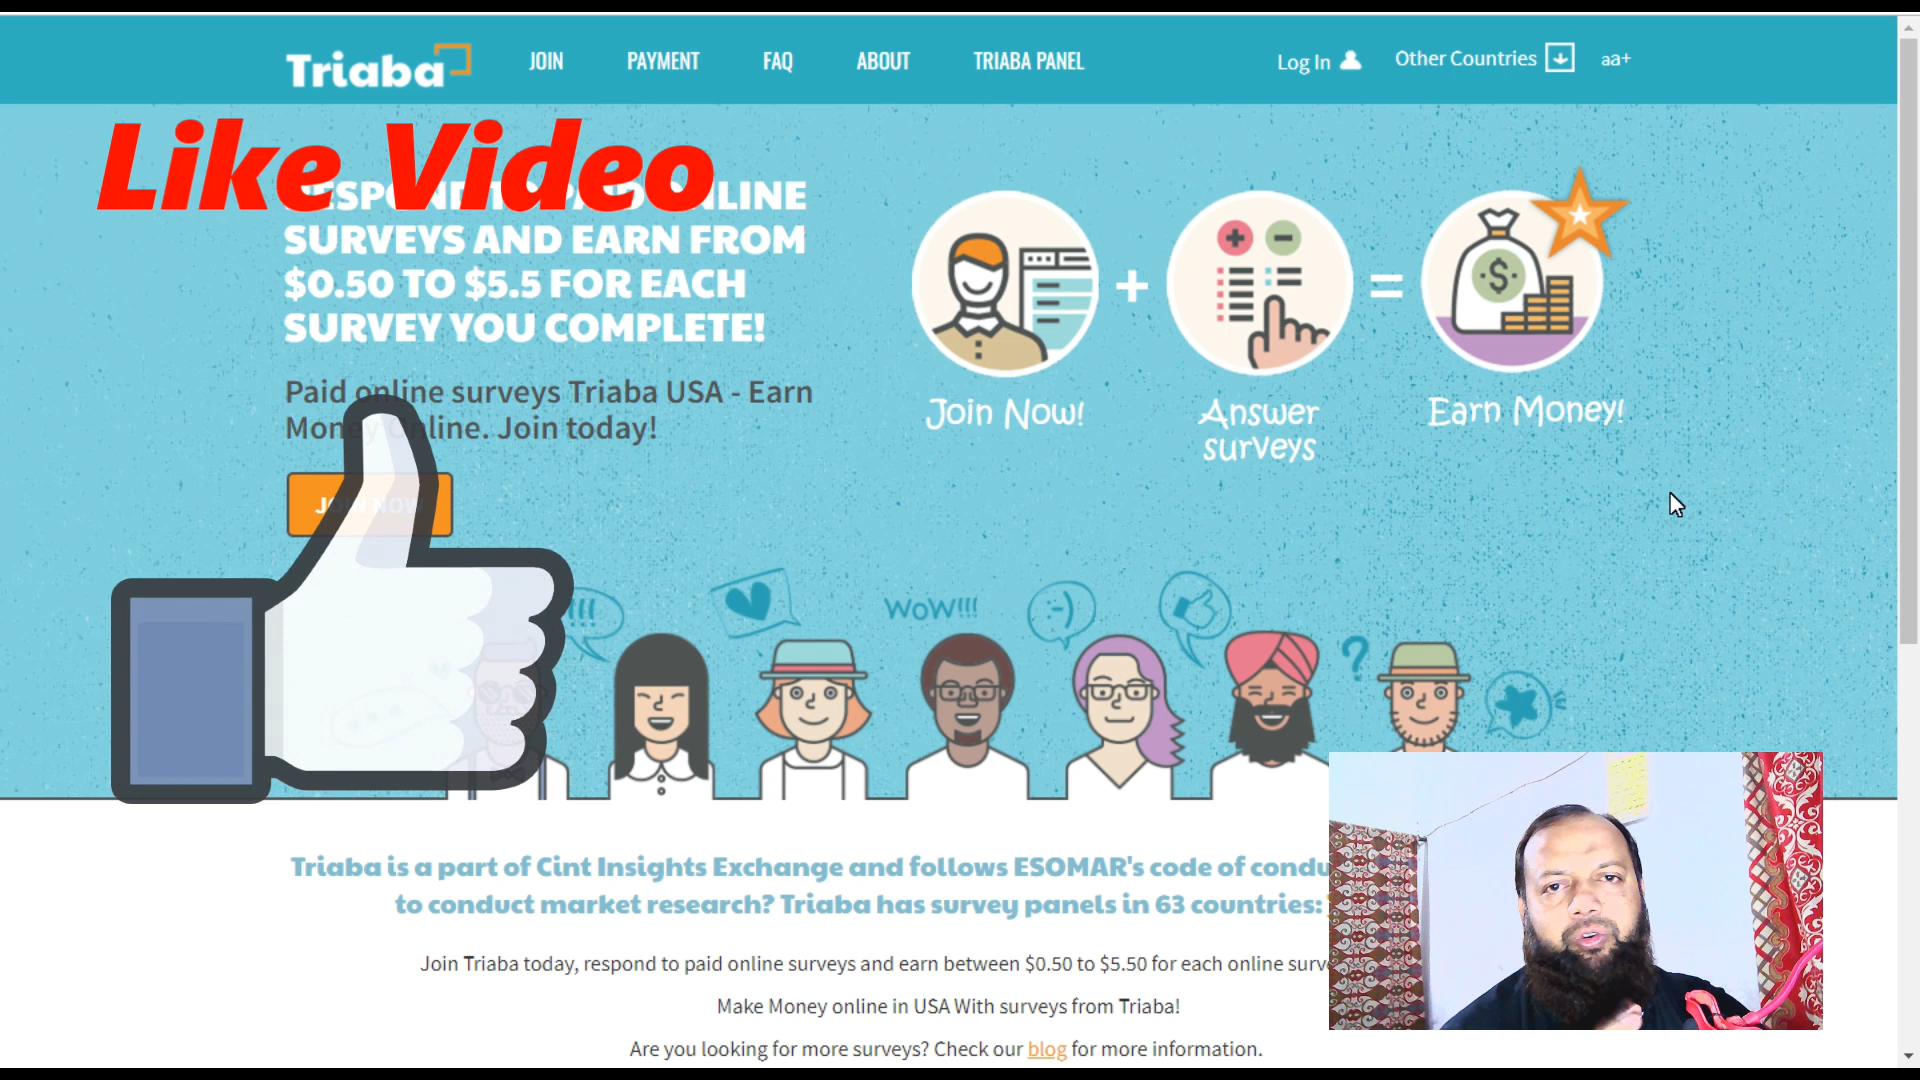 Triaba
JOIN
PAYMENT
FAQ
ABOUT
TRIABA PANEL
Log In
Other Countries
aa+
Like Video
ONLINE
SURVEYS AND EARN FROM
$0.50 TO $5.5 FOR EACH
SURVEY YOU COMPLETE!
Paid online surveys Triaba USA - Earn
Money Online. Join today!
JOIN NOW
Join Now!
+
Answer
surveys
=
Earn Money!
!!!
WoW!!!
:-)
?
Triaba is a part of Cint Insights Exchange and follows ESOMAR's code of
to conduct market research? Triaba has survey panels in 63 countries:
Join Triaba today, respond to paid online surveys and earn between $0.50 to $5.50 for each online
Make Money online in USA With surveys from Triaba!
Are you looking for more surveys? Check our blog for more information.